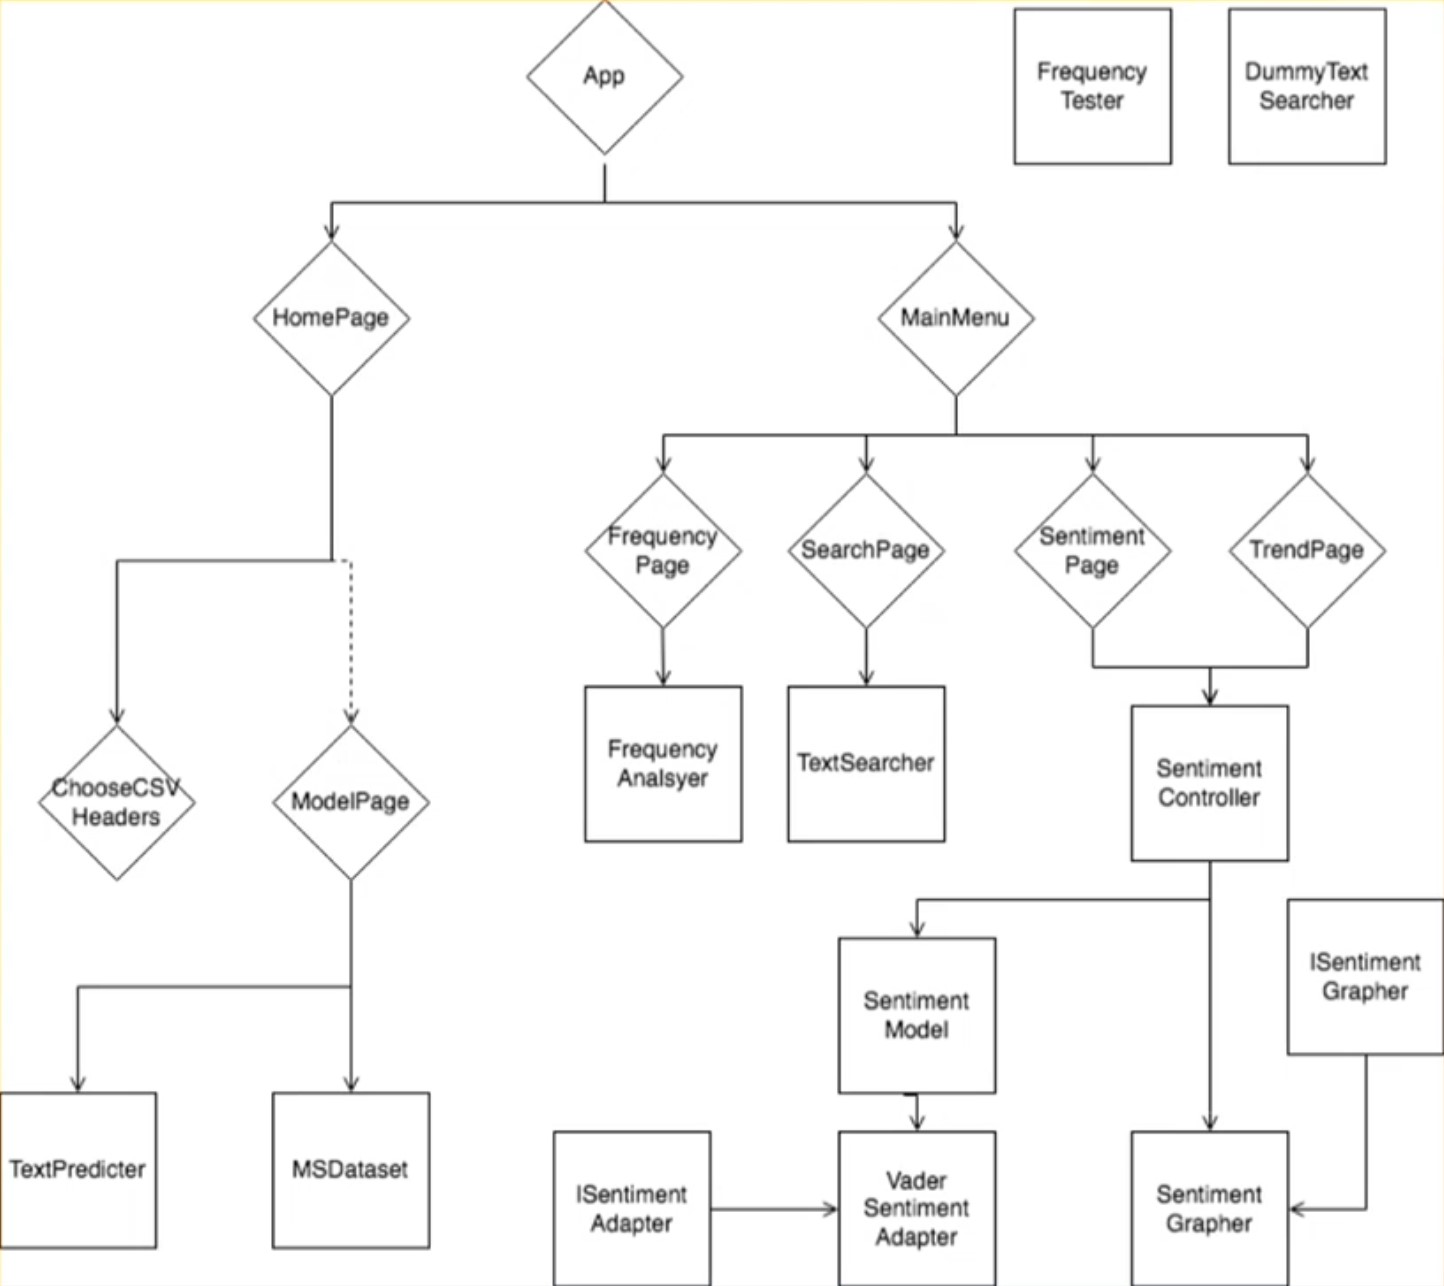 App
Frequency
Tester
DummyText
Searcher
HomePage
MainMenu
Frequency
Page
SearchPage
Sentiment
Page
TrendPage
ChooseCSV
Headers
ModelPage
Frequency
Analsyer
TextSearcher
Sentiment
Controller
Sentiment
Model
ISentiment
Grapher
TextPredicter
MSDataset
ISentiment
Adapter
Vader
Sentiment
Adapter
Sentiment
Grapher